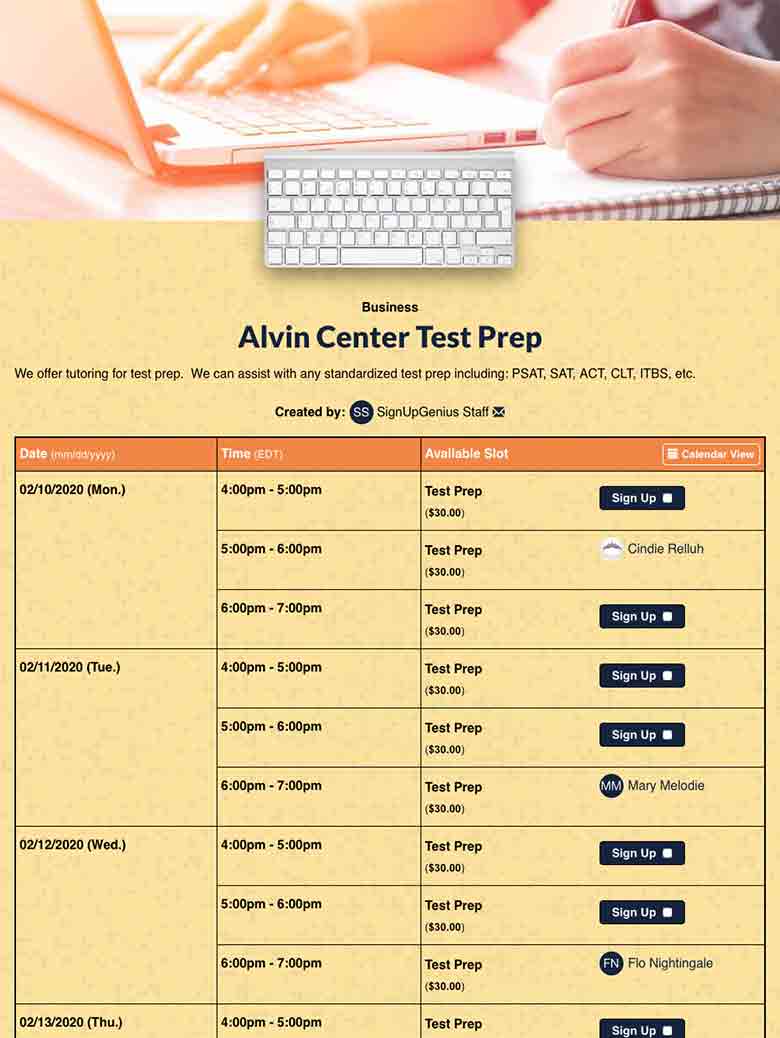 Business
Alvin Center Test Prep
We offer tutoring for test prep.  We can assist with any standardized test prep including: PSAT, SAT, ACT, CLT, ITBS, etc.
Created by: SS SignUpGenius Staff
Date (mm/dd/yyyy) Time (EDT) Available Slot Calendar View
02/10/2020 (Mon.) 4:00pm - 5:00pm Test Prep Sign Up
($30.00)
5:00pm - 6:00pm Test Prep Cindie Relluh
($30.00)
6:00pm - 7:00pm Test Prep Sign Up
($30.00)
02/11/2020 (Tue.) 4:00pm - 5:00pm Test Prep Sign Up
($30.00)
5:00pm - 6:00pm Test Prep Sign Up
($30.00)
6:00pm - 7:00pm Test Prep MM Mary Melodie
($30.00)
02/12/2020 (Wed.) 4:00pm - 5:00pm Test Prep Sign Up
($30.00)
5:00pm - 6:00pm Test Prep Sign Up
($30.00)
6:00pm - 7:00pm Test Prep FN Flo Nightingale
($30.00)
02/13/2020 (Thu.) 4:00pm - 5:00pm Test Prep Sign Up